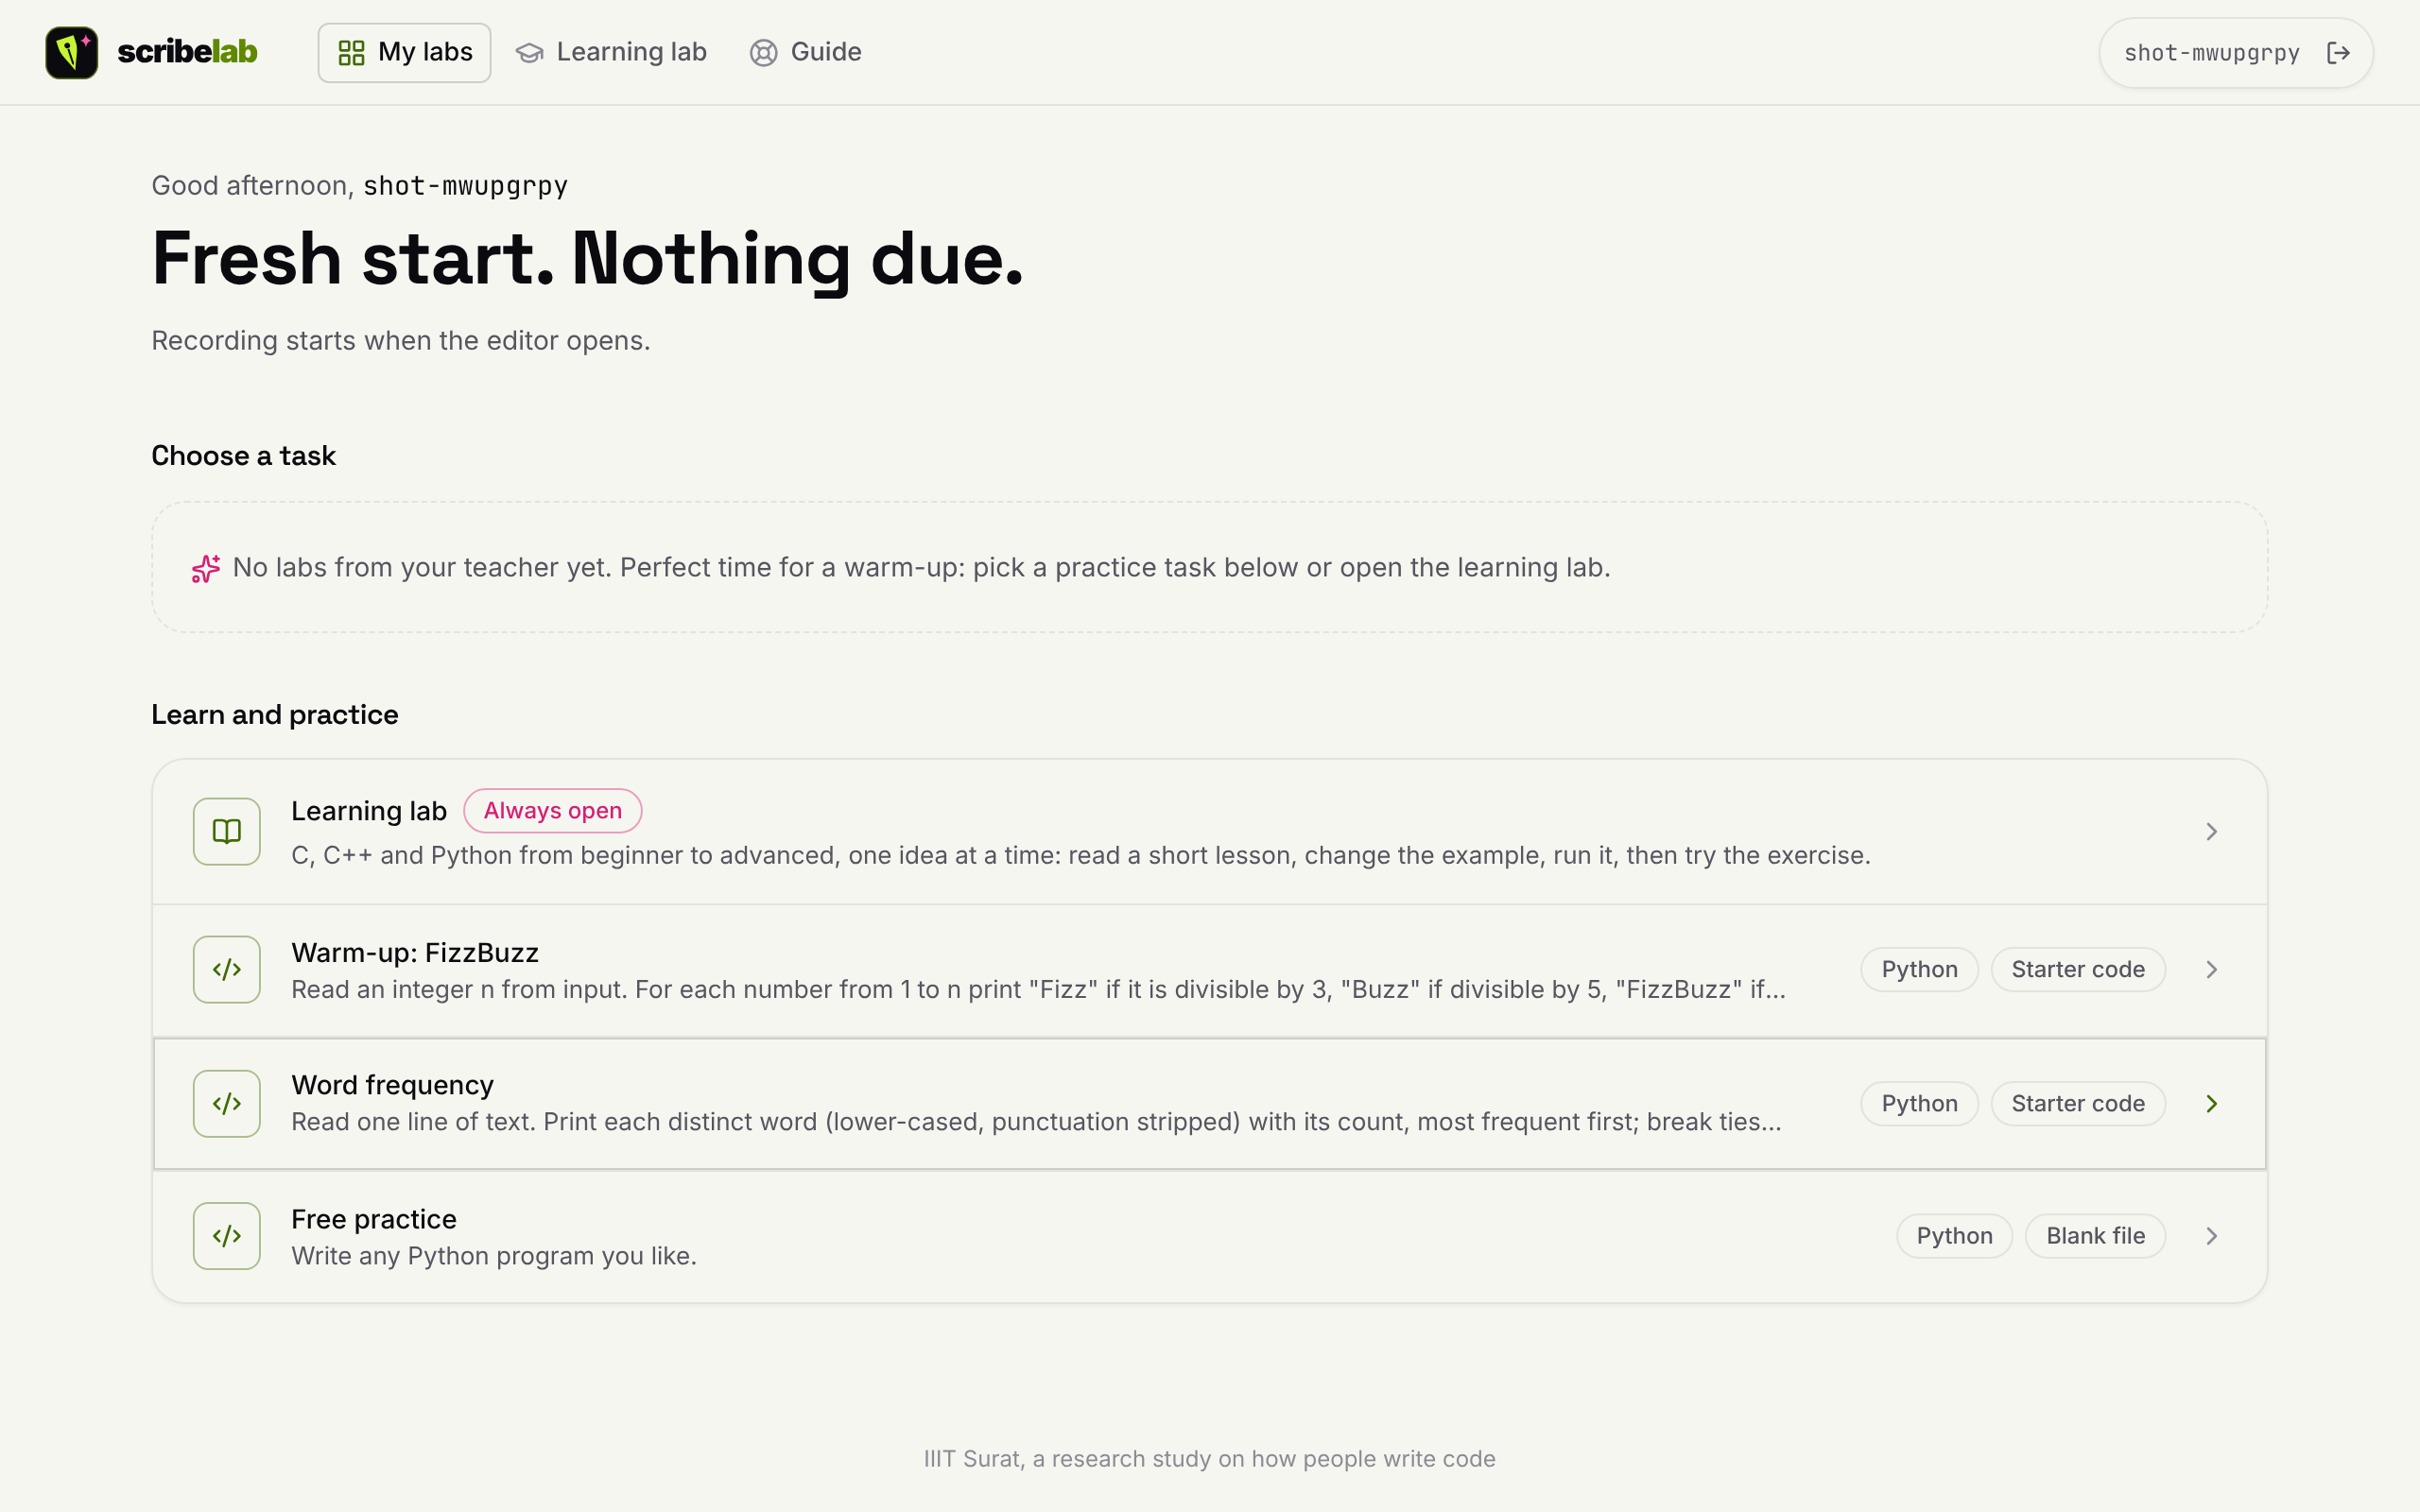 scribelab
My labs
Learning lab
Guide
shot-mwupgrpy
Good afternoon, shot-mwupgrpy
Fresh start. Nothing due.
Recording starts when the editor opens.
Choose a task
No labs from your teacher yet. Perfect time for a warm-up: pick a practice task below or open the learning lab.
Learn and practice
Learning lab
Always open
C, C++ and Python from beginner to advanced, one idea at a time: read a short lesson, change the example, run it, then try the exercise.
Warm-up: FizzBuzz
Read an integer n from input. For each number from 1 to n print "Fizz" if it is divisible by 3, "Buzz" if divisible by 5, "FizzBuzz" if...
Python
Starter code
Word frequency
Read one line of text. Print each distinct word (lower-cased, punctuation stripped) with its count, most frequent first; break ties...
Python
Starter code
Free practice
Write any Python program you like.
Python
Blank file
IIIT Surat, a research study on how people write code